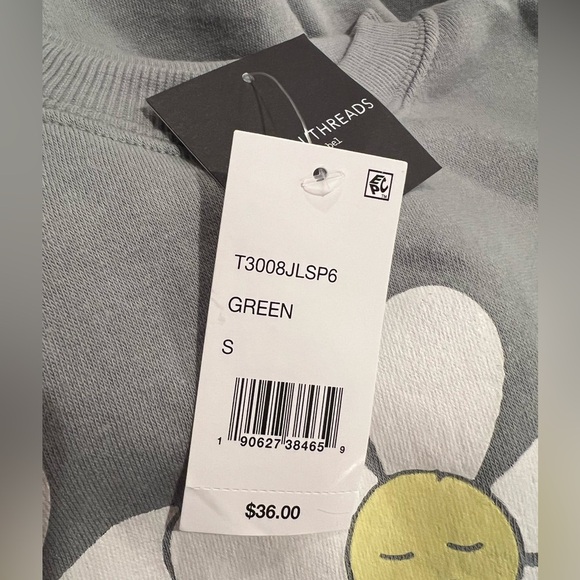 THREADS
T3008JLSP6
GREEN
S
1 90627 38465 9
$36.00